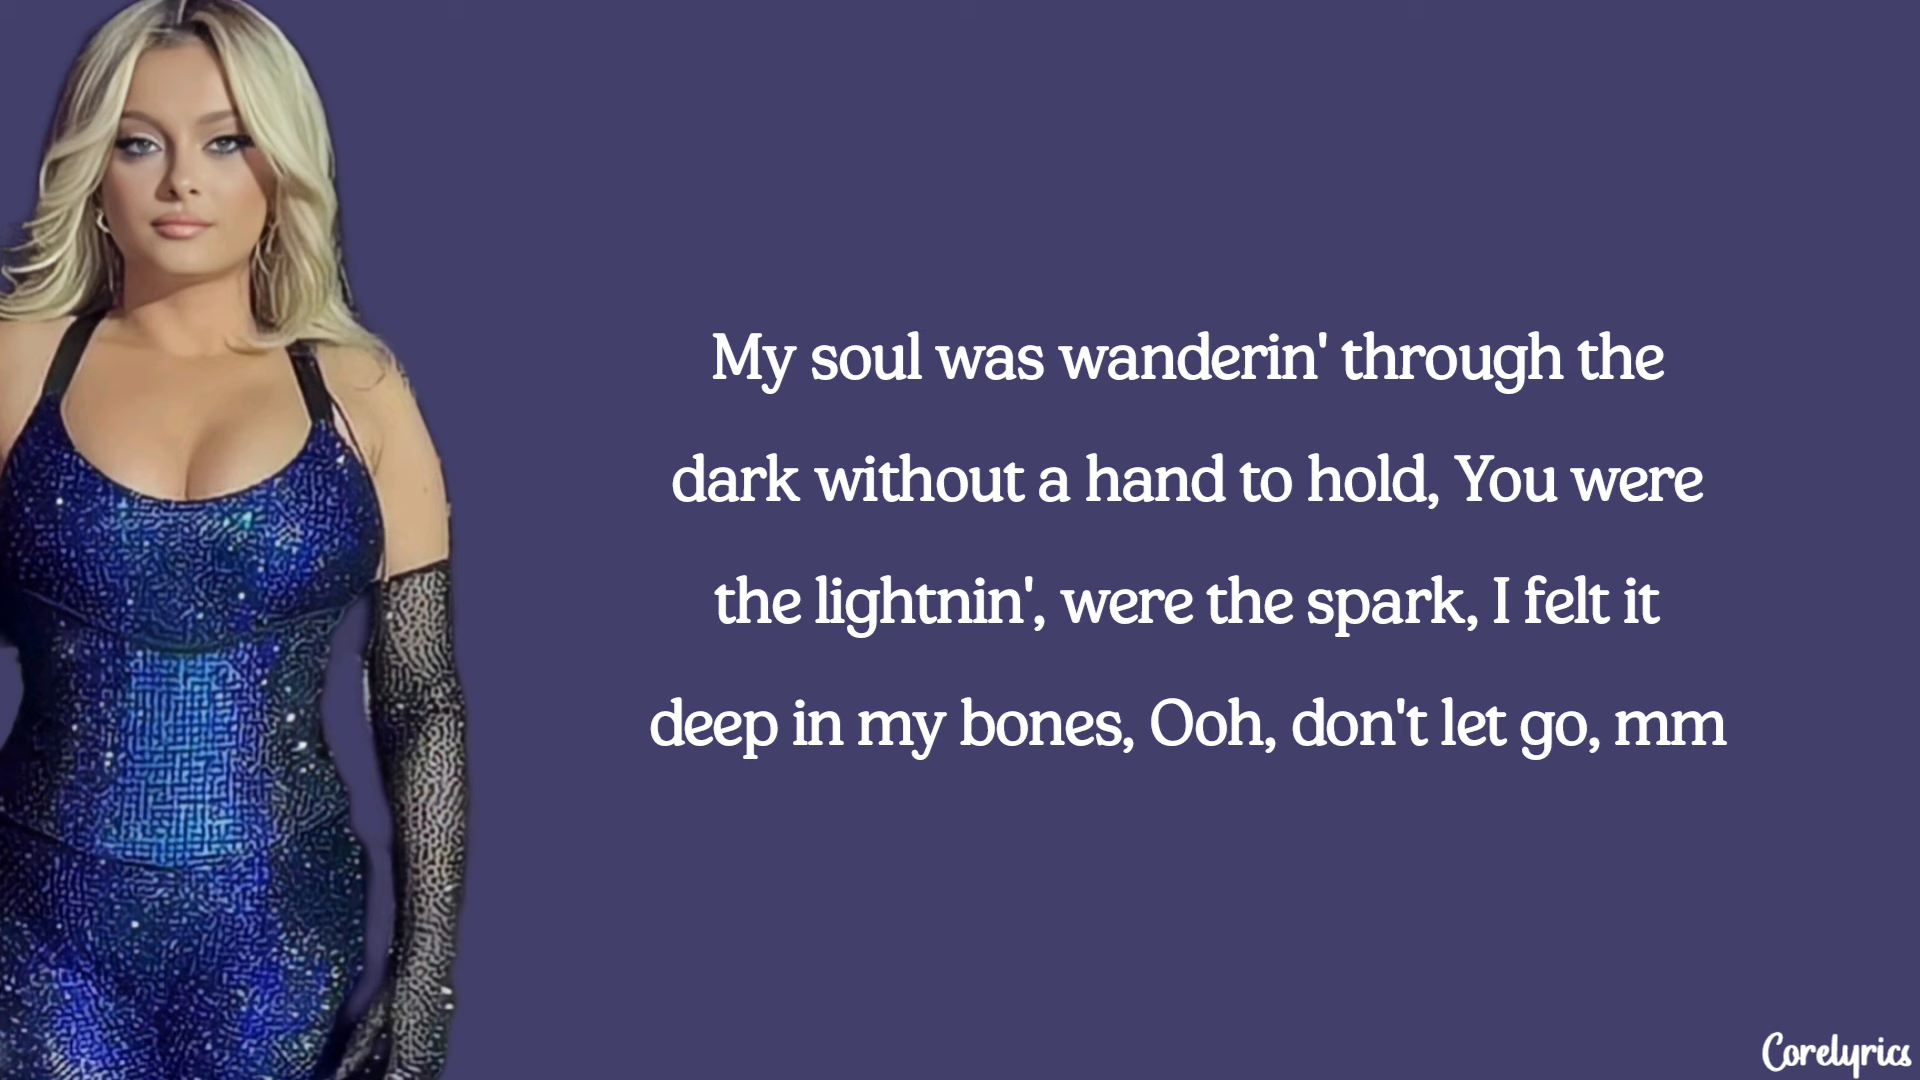 My soul was wanderin' through the
dark without a hand to hold, You were
the lightnin', were the spark, I felt it
deep in my bones, Ooh, don't let go, mm
Corelyrics